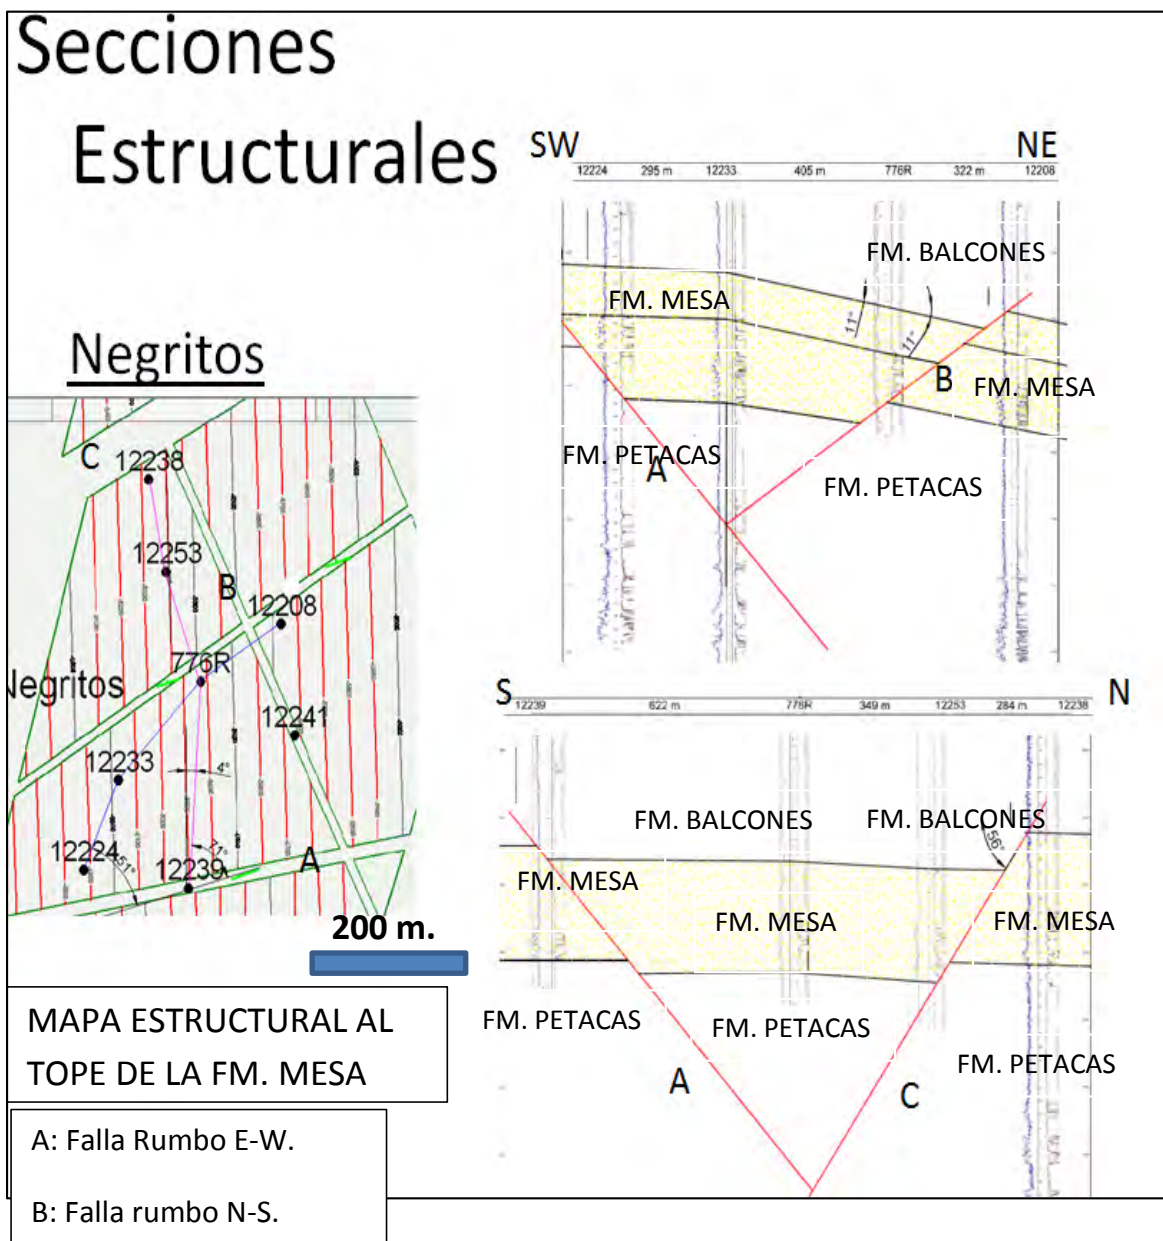 Secciones
Estructurales
SW
NE
12224 295 m 12233 405 m 776R 322 m 12208
FM. BALCONES
FM. MESA
11°
11°
B
FM. MESA
FM. PETACAS
A
FM. PETACAS
Negritos
C
12238
12253
B
12208
776R
Negritos
12241
12233
4°
12224
51°
12239
71°
A
200 m.
S
N
12239 622 m 776R 349 m 12253 284 m 12238
FM. BALCONES
FM. BALCONES
56°
FM. MESA
FM. MESA
FM. MESA
FM. PETACAS
FM. PETACAS
FM. PETACAS
A
C
MAPA ESTRUCTURAL AL
TOPE DE LA FM. MESA
A: Falla Rumbo E-W.
B: Falla rumbo N-S.